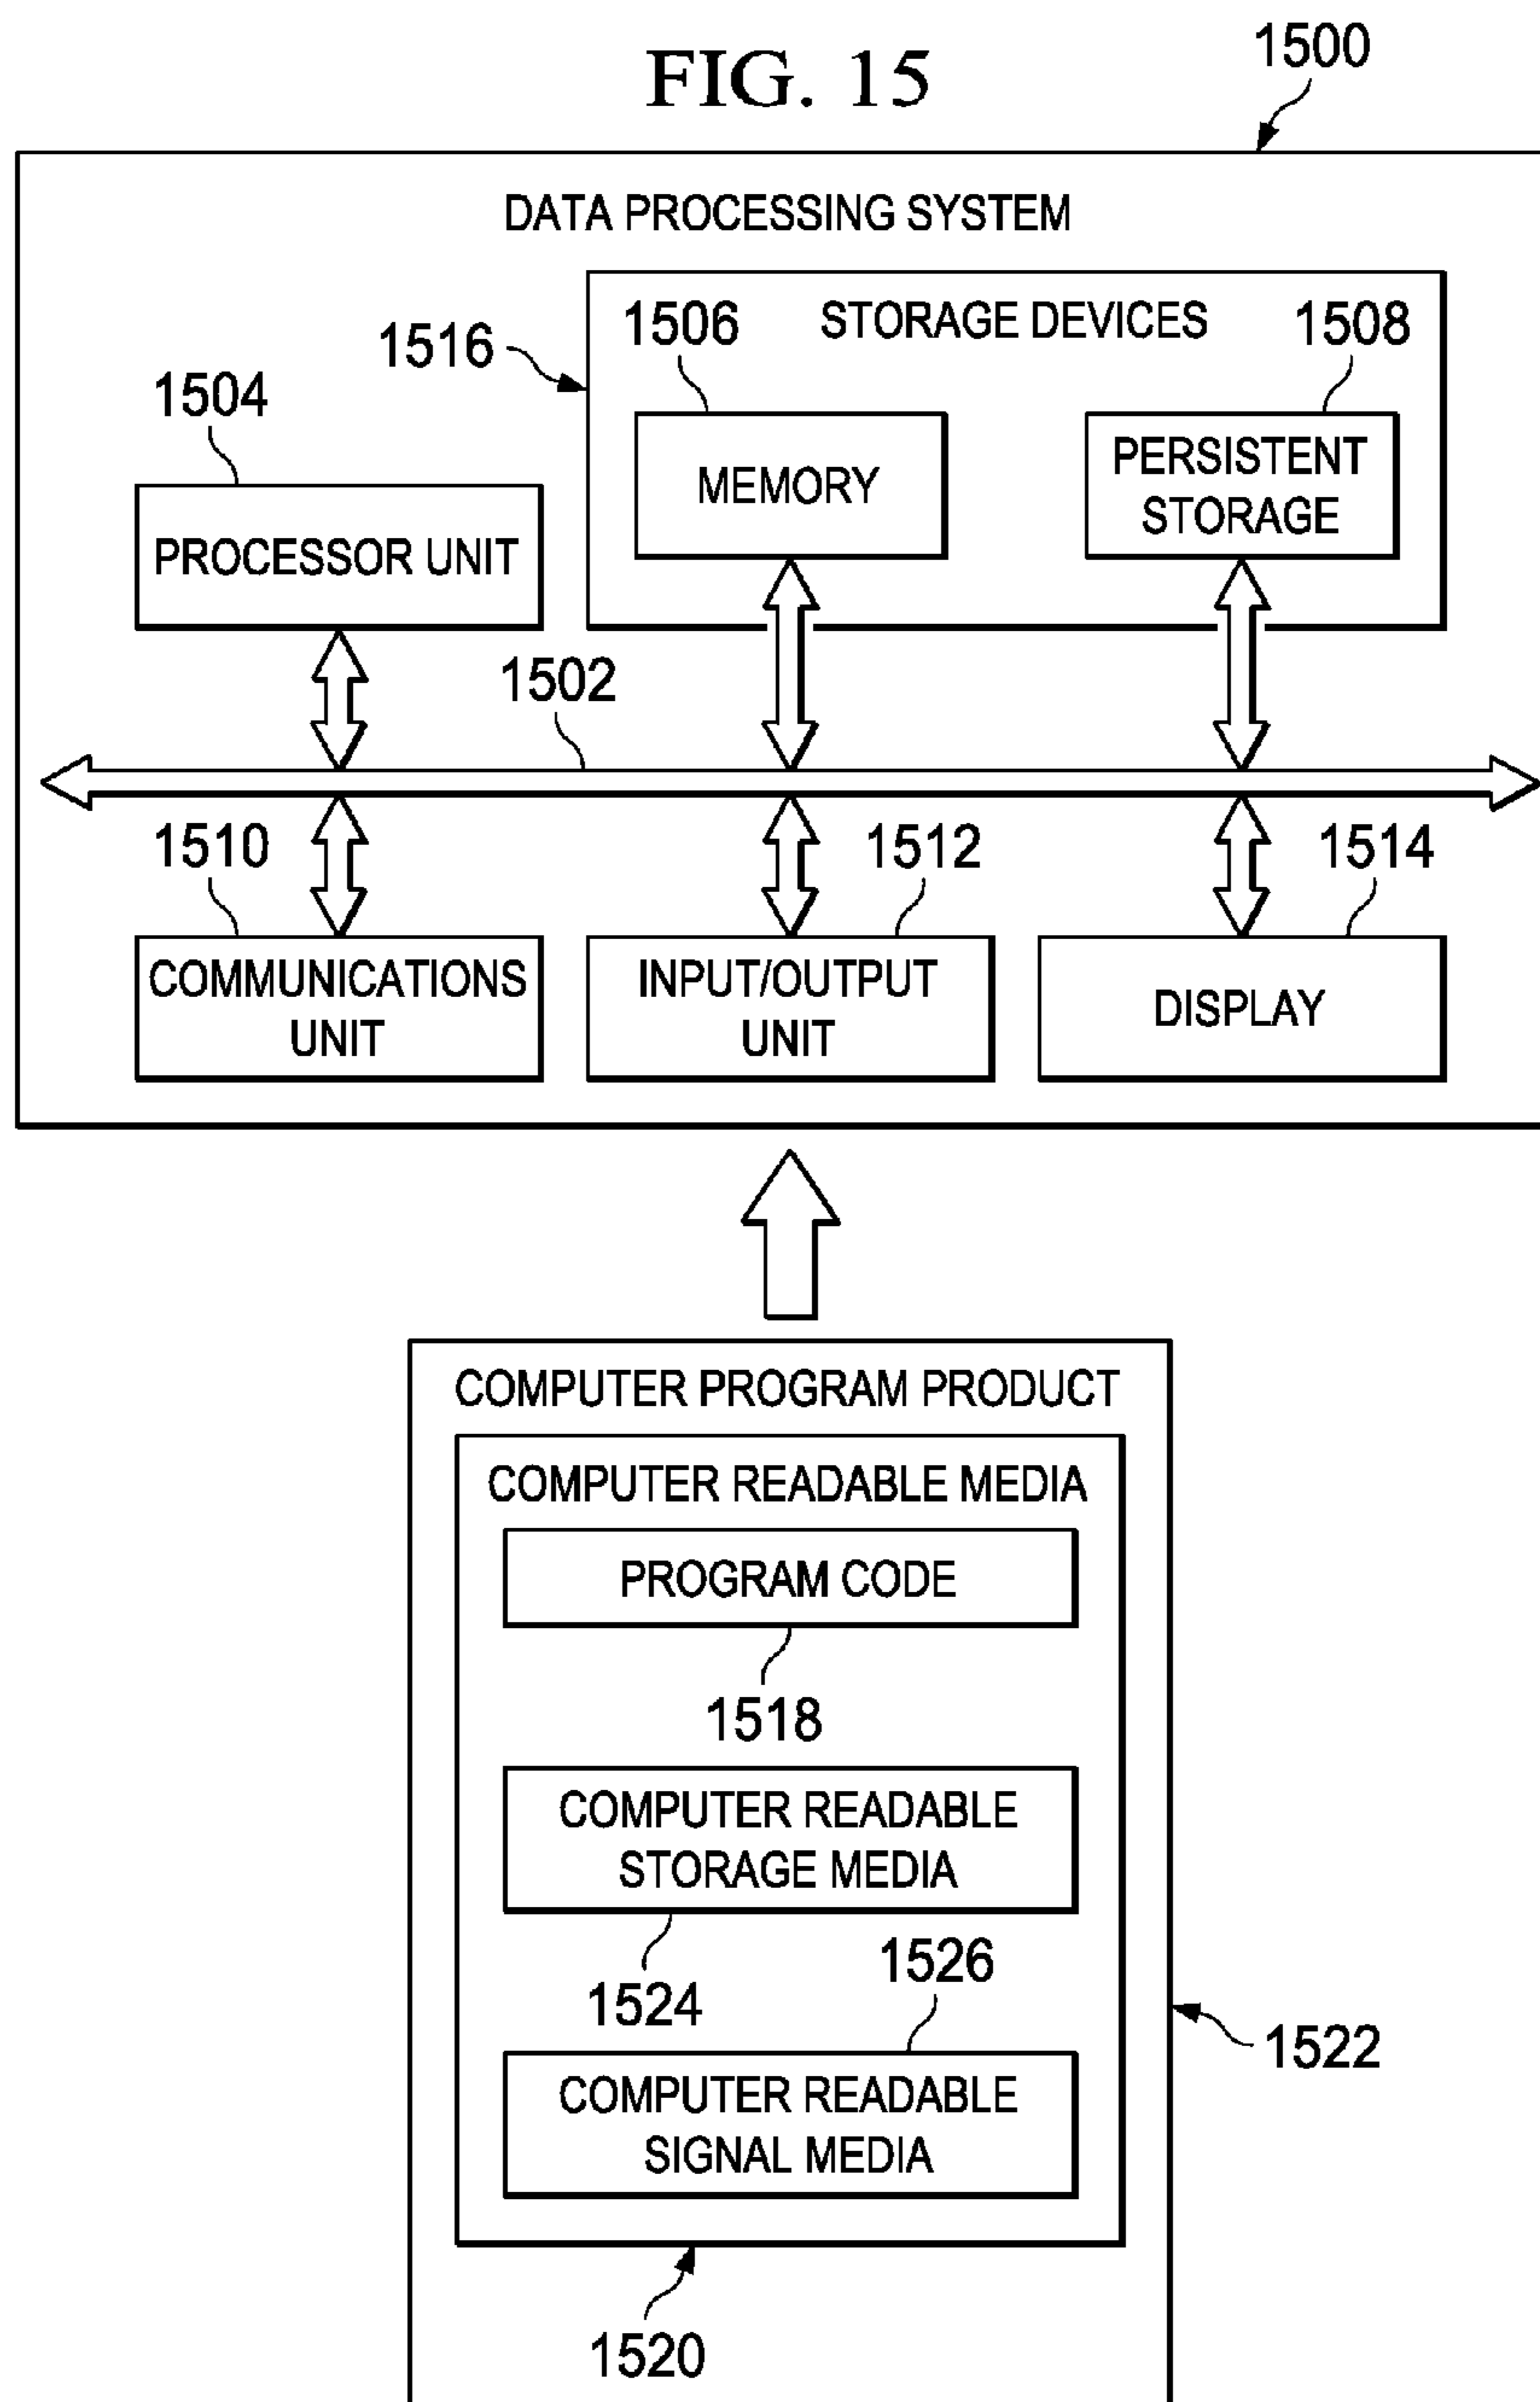 FIG. 15
1500
DATA PROCESSING SYSTEM
1516
1506
STORAGE DEVICES
1508
1504
MEMORY
PERSISTENT
STORAGE
PROCESSOR UNIT
1502
1510
1512
1514
COMMUNICATIONS
UNIT
INPUT/OUTPUT
UNIT
DISPLAY
COMPUTER PROGRAM PRODUCT
COMPUTER READABLE MEDIA
PROGRAM CODE
1518
COMPUTER READABLE
STORAGE MEDIA
1524
1526
COMPUTER READABLE
SIGNAL MEDIA
1522
1520